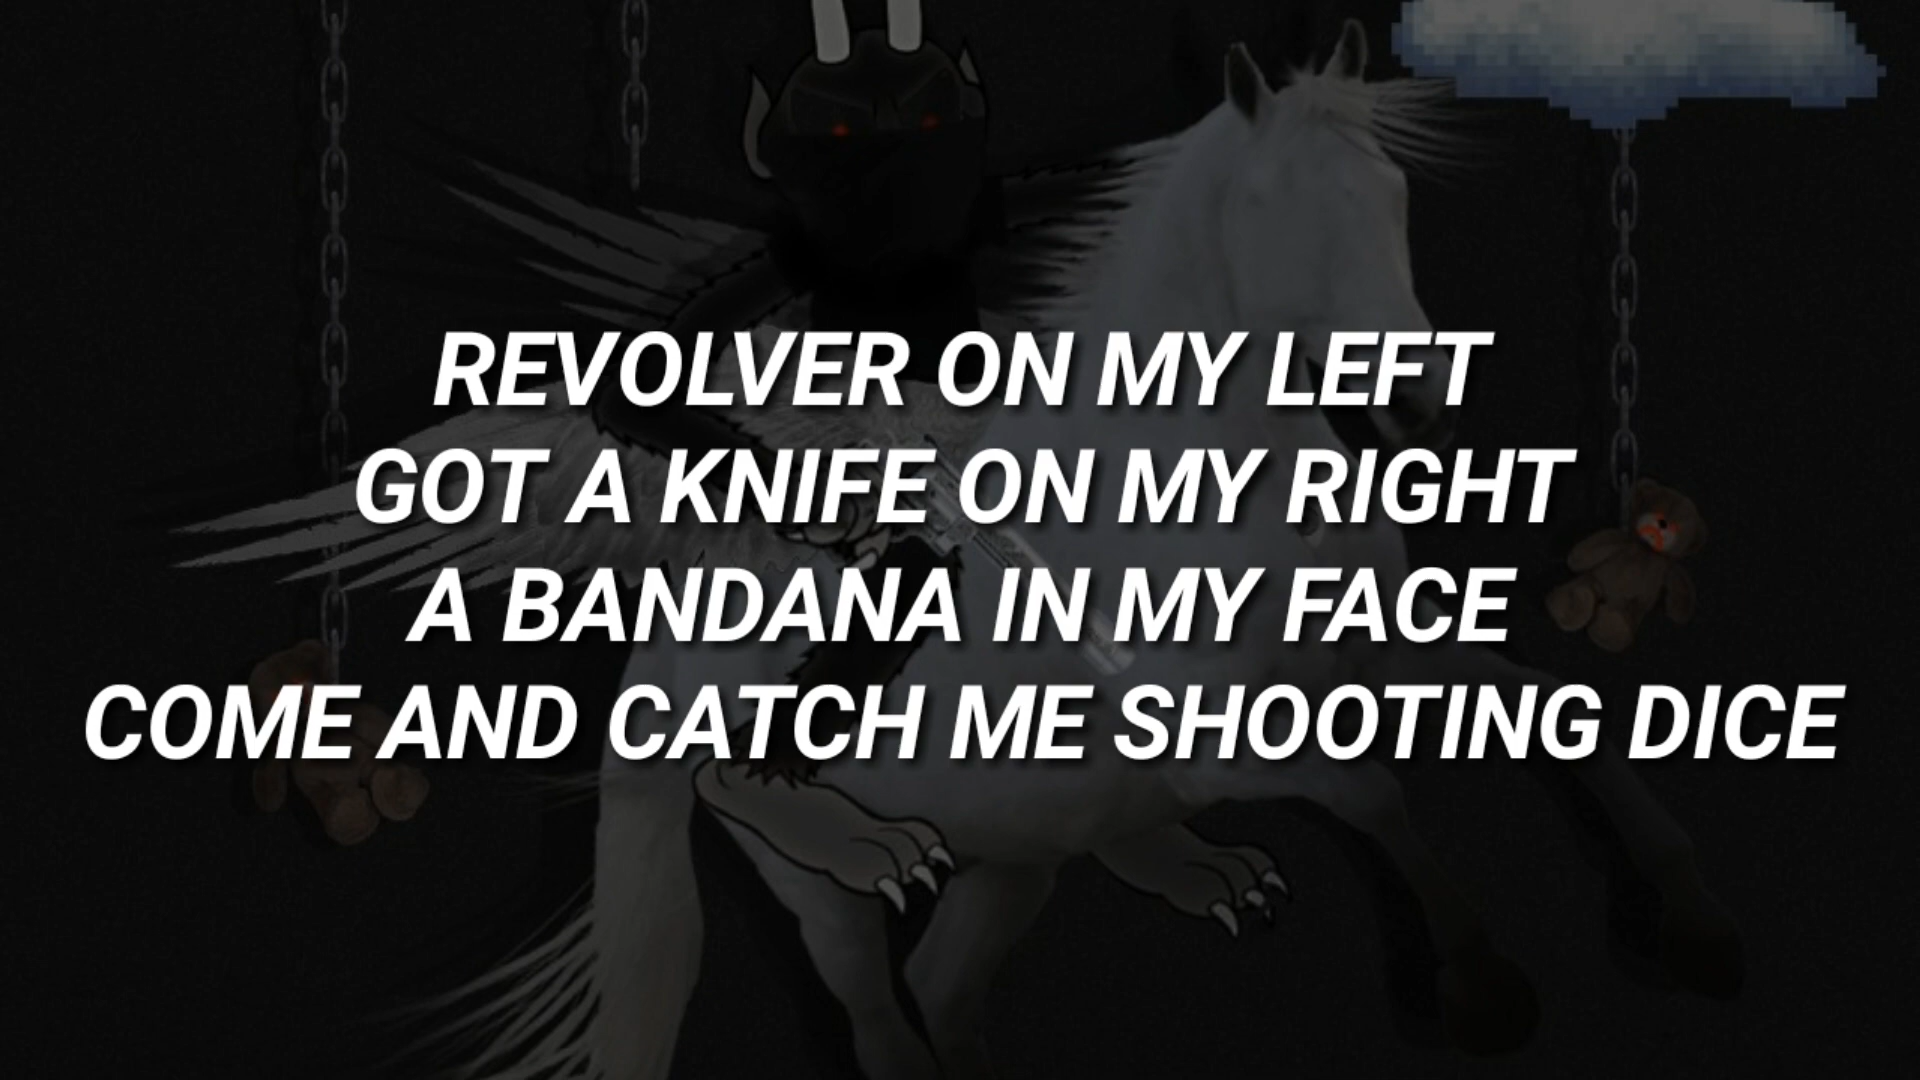 REVOLVER ON MY LEFT
GOT A KNIFE ON MY RIGHT
A BANDANA IN MY FACE
COME AND CATCH ME SHOOTING DICE